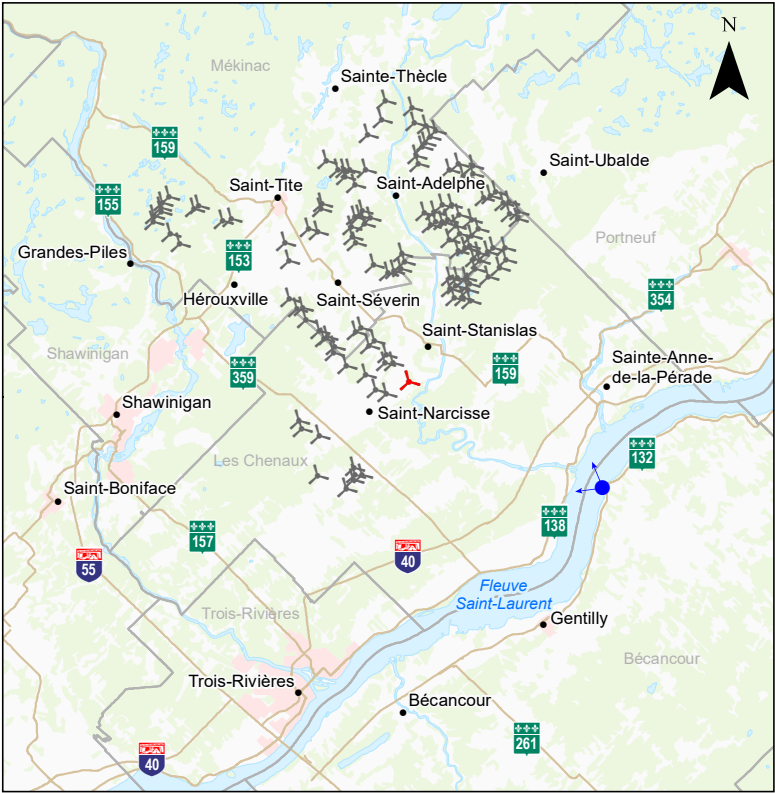 N
Mékinac
Sainte-Thècle
159
Saint-Ubalde
Saint-Tite
Saint-Adelphe
155
Portneuf
Grandes-Piles
153
Hérouxville
Saint-Séverin
354
Saint-Stanislas
Shawinigan
359
159
Sainte-Anne-
de-la-Pérade
Shawinigan
Saint-Narcisse
132
Les Chenaux
Saint-Boniface
138
157
40
55
Fleuve
Saint-Laurent
Trois-Rivières
Gentilly
Bécancour
Trois-Rivières
Bécancour
261
40